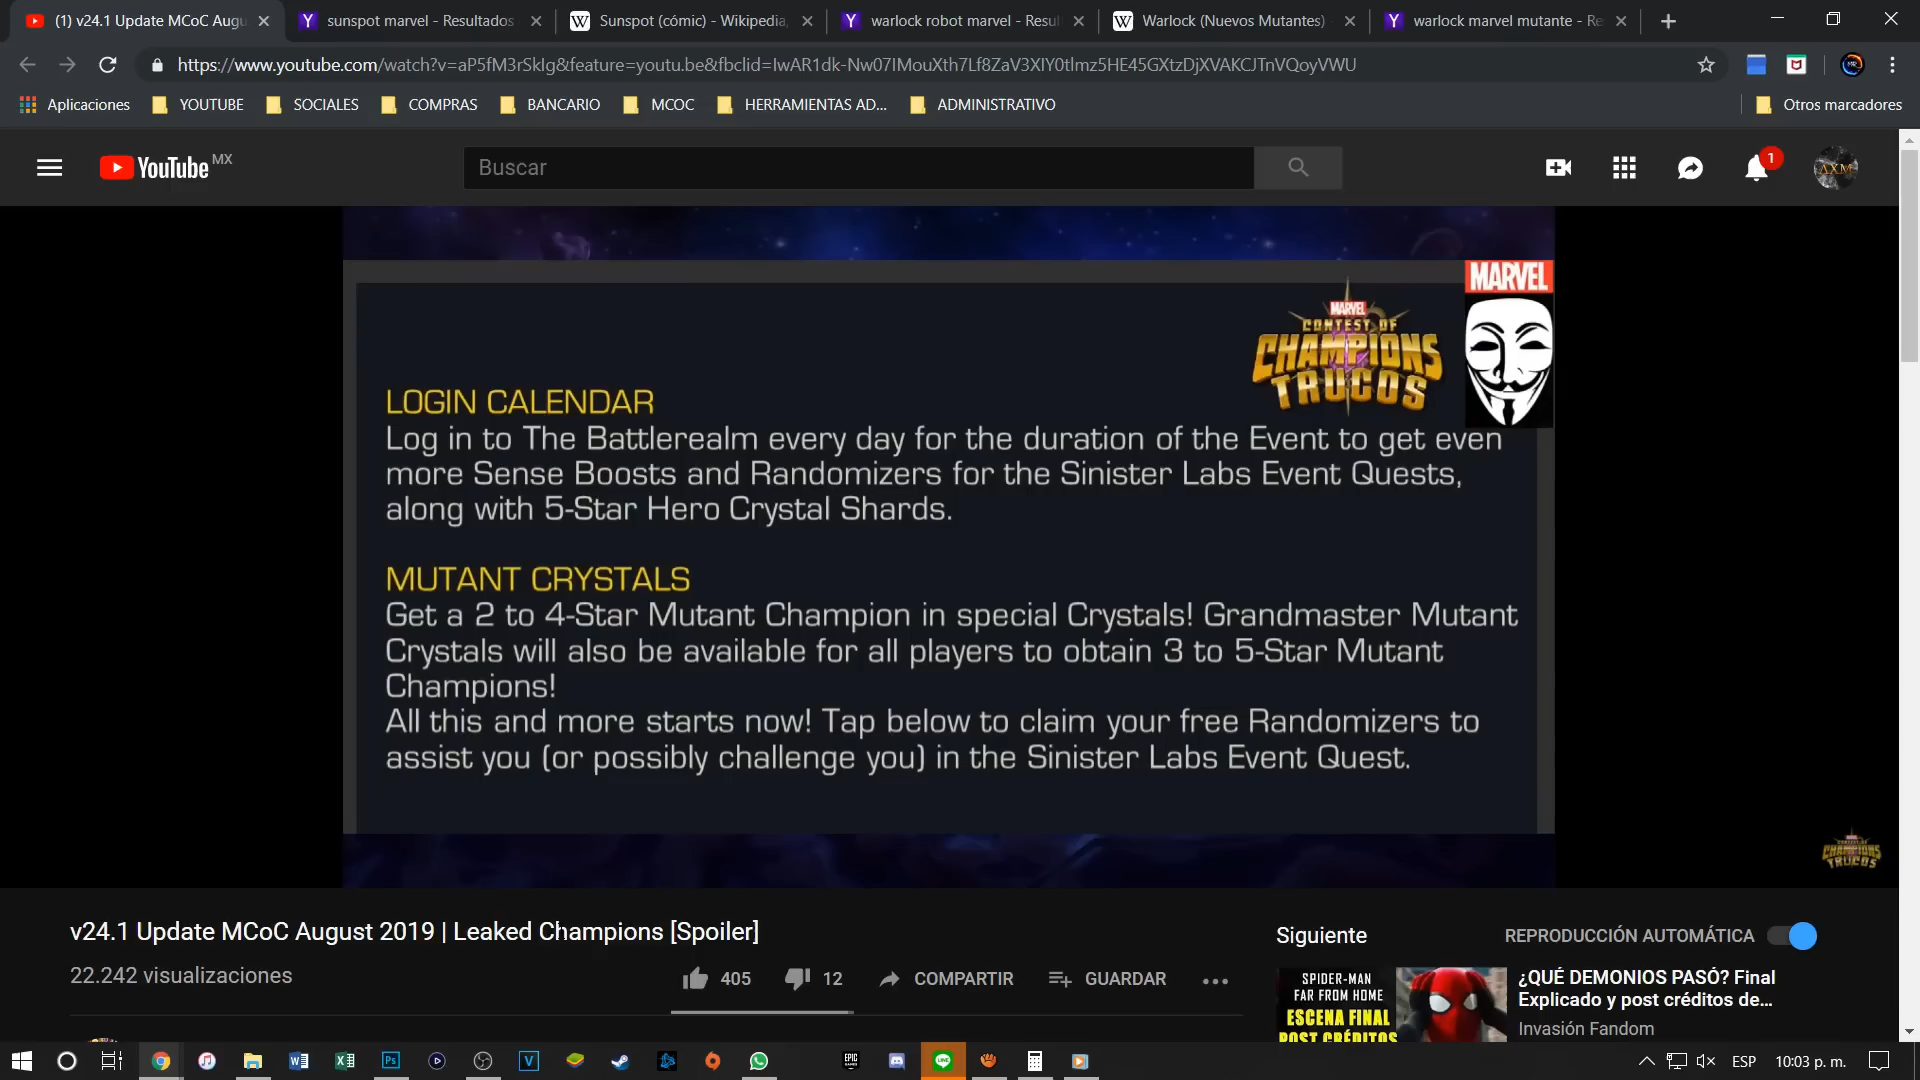 (1) v24.1 Update MCoC Augu
sunspot marvel - Resultados
Sunspot (cómic) - Wikipedia,
warlock robot marvel - Resul
Warlock (Nuevos Mutantes)
warlock marvel mutante - Re
https://www.youtube.com/watch?v=aP5fM3rSkIg&feature=youtu.be&fbclid=IwAR1dk-Nw07IMouXth7Lf8ZaV3XIY0tlmz5HE45GXtzDjXVAKCJTnVQoyVWU
Aplicaciones YOUTUBE SOCIALES COMPRAS BANCARIO MCOC HERRAMIENTAS AD... ADMINISTRATIVO Otros marcadores
YouTube MX
Buscar
1
AXM
MARVEL
MARVEL
CONTEST OF
CHAMPIONS
TRUCOS
LOGIN CALENDAR
Log in to The Battlerealm every day for the duration of the Event to get even
more Sense Boosts and Randomizers for the Sinister Labs Event Quests,
along with 5-Star Hero Crystal Shards.
MUTANT CRYSTALS
Get a 2 to 4-Star Mutant Champion in special Crystals! Grandmaster Mutant
Crystals will also be available for all players to obtain 3 to 5-Star Mutant
Champions!
All this and more starts now! Tap below to claim your free Randomizers to
assist you (or possibly challenge you) in the Sinister Labs Event Quest.
CHAMPIONS
TRUCOS
v24.1 Update MCoC August 2019 | Leaked Champions [Spoiler]
22.242 visualizaciones
405 12 COMPARTIR GUARDAR
Siguiente REPRODUCCIÓN AUTOMÁTICA
SPIDER-MAN
FAR FROM HOME
ESCENA FINAL
POST CRÉDITOS
¿QUÉ DEMONIOS PASÓ? Final
Explicado y post créditos de...
Invasión Fandom
ESP 10:03 p. m.